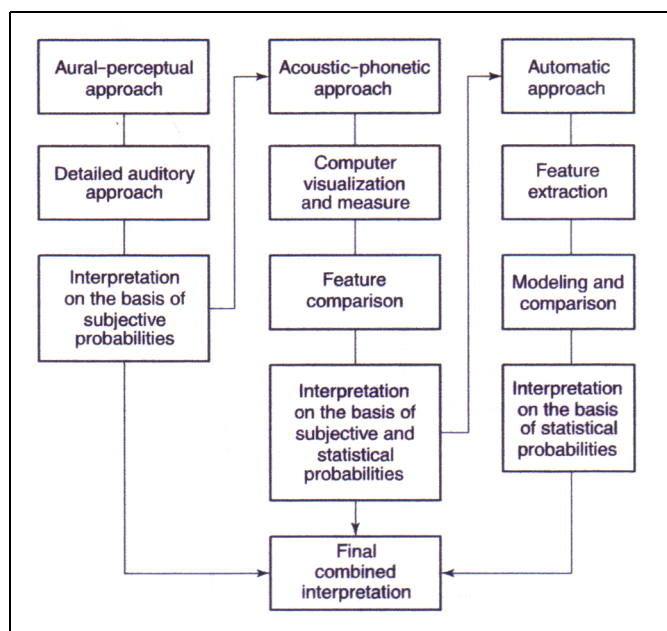 Aural–perceptual
approach
Detailed auditory
approach
Interpretation
on the basis of
subjective
probabilities
Acoustic–phonetic
approach
Computer
visualization
and measure
Feature
comparison
Interpretation
on the basis of
subjective and
statistical
probabilities
Automatic
approach
Feature
extraction
Modeling and
comparison
Interpretation
on the basis
of statistical
probabilities
Final
combined
interpretation